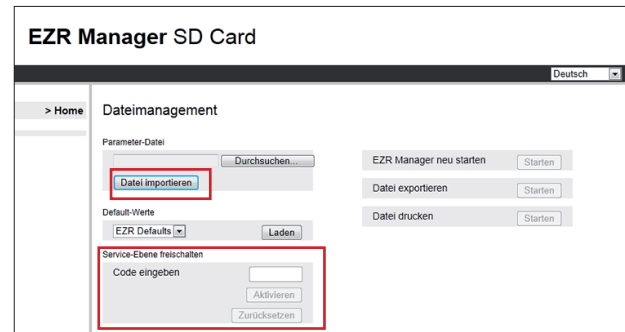 EZR Manager SD Card
Deutsch
> Home
Dateimanagement
Parameter-Datei
Durchsuchen...
Datei importieren
Default-Werte
EZR Defaults
Laden
Service-Ebene freischalten
Code eingeben
Aktivieren
Zurücksetzen
EZR Manager neu starten Starten
Datei exportieren Starten
Datei drucken Starten